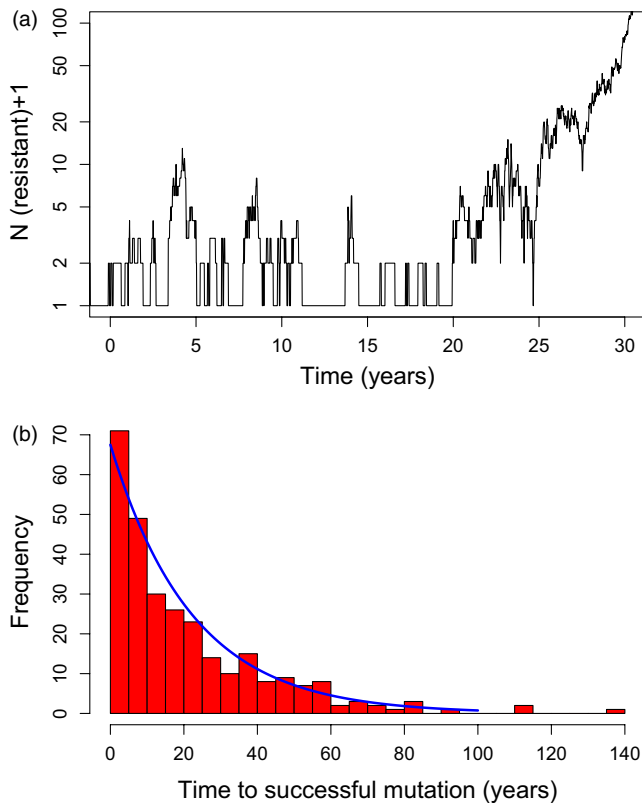 (a)
N (resistant)+1
100
50
20
10
5
2
1
0 5 10 15 20 25 30
Time (years)
(b)
Frequency
70
60
50
40
30
20
10
0
0 20 40 60 80 100 120 140
Time to successful mutation (years)